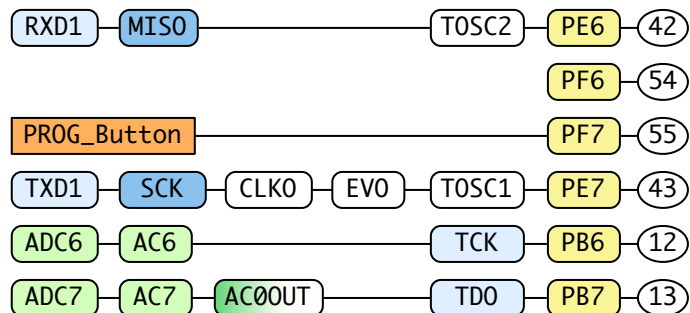 RXD1 MISO TOSC2 PE6 42
PF6 54
PROG_Button PF7 55
TXD1 SCK CLKO EVO TOSC1 PE7 43
ADC6 AC6 TCK PB6 12
ADC7 AC7 AC0OUT TDO PB7 13